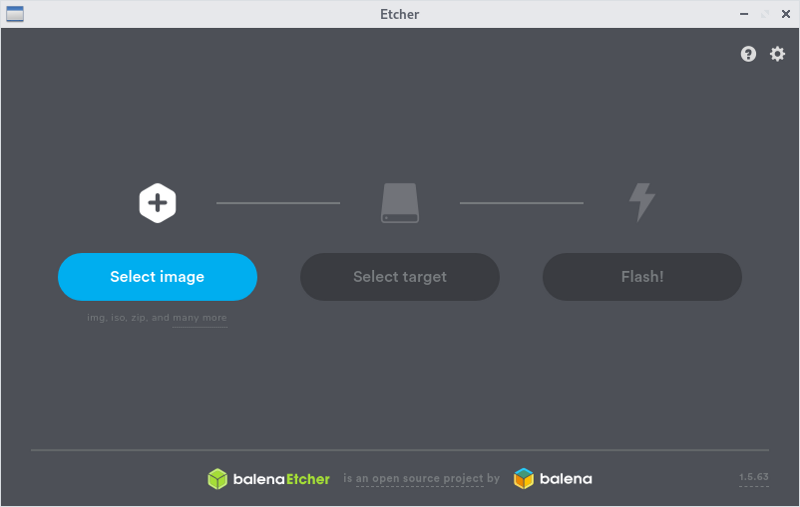 Etcher
Select image
Select target
Flash!
img, iso, zip, and many more
balenaEtcher is an open source project by balena
1.5.63